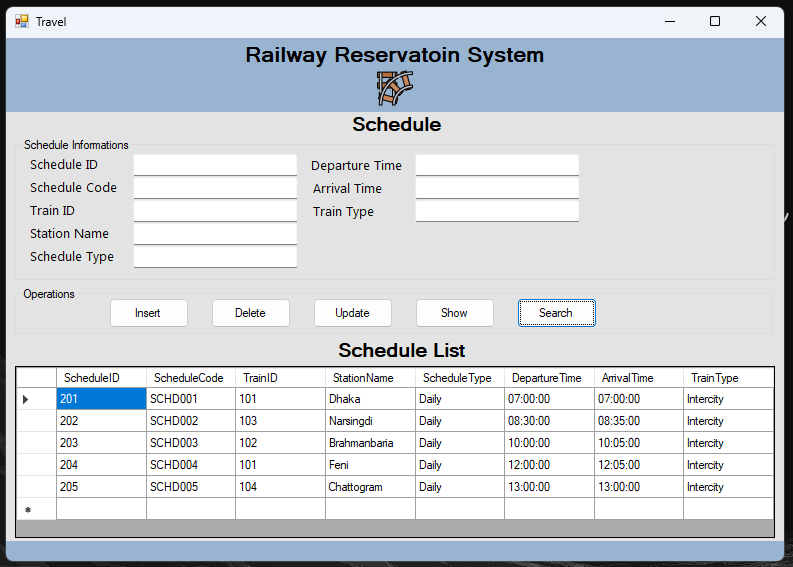 Travel
Railway Reservatoin System
Schedule
Schedule Informations
Schedule ID Departure Time
Schedule Code Arrival Time
Train ID Train Type
Station Name
Schedule Type
Operations
Insert Delete Update Show Search
Schedule List
ScheduleID ScheduleCode TrainID StationName ScheduleType DepartureTime ArrivalTime TrainType
201 SCHD001 101 Dhaka Daily 07:00:00 07:00:00 Intercity
202 SCHD002 103 Narsingdi Daily 08:30:00 08:35:00 Intercity
203 SCHD003 102 Brahmanbaria Daily 10:00:00 10:05:00 Intercity
204 SCHD004 101 Feni Daily 12:00:00 12:05:00 Intercity
205 SCHD005 104 Chattogram Daily 13:00:00 13:00:00 Intercity